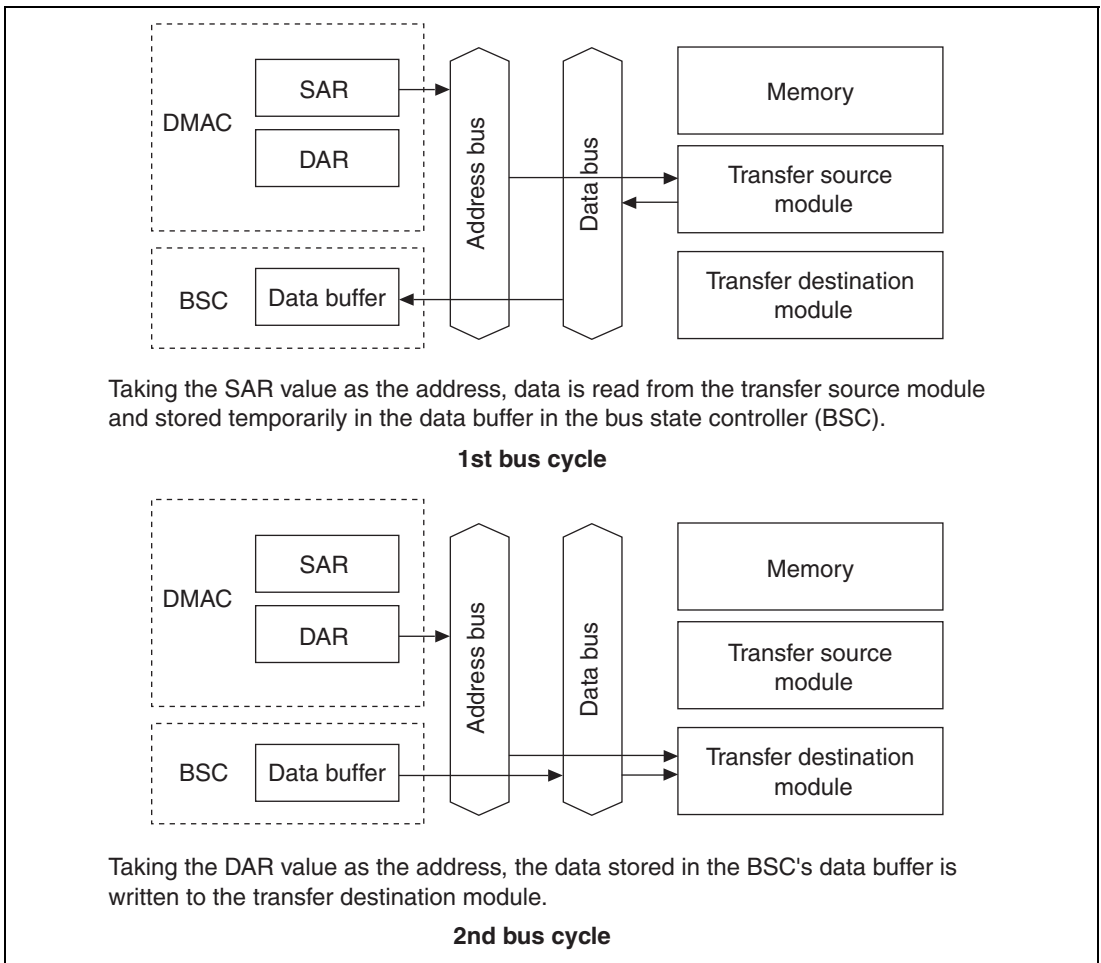 SAR
DMAC
DAR
BSC
Data buffer
Address bus
Data bus
Memory
Transfer source
module
Transfer destination
module
Taking the SAR value as the address, data is read from the transfer source module
and stored temporarily in the data buffer in the bus state controller (BSC).
1st bus cycle
SAR
DMAC
DAR
BSC
Data buffer
Address bus
Data bus
Memory
Transfer source
module
Transfer destination
module
Taking the DAR value as the address, the data stored in the BSC's data buffer is
written to the transfer destination module.
2nd bus cycle